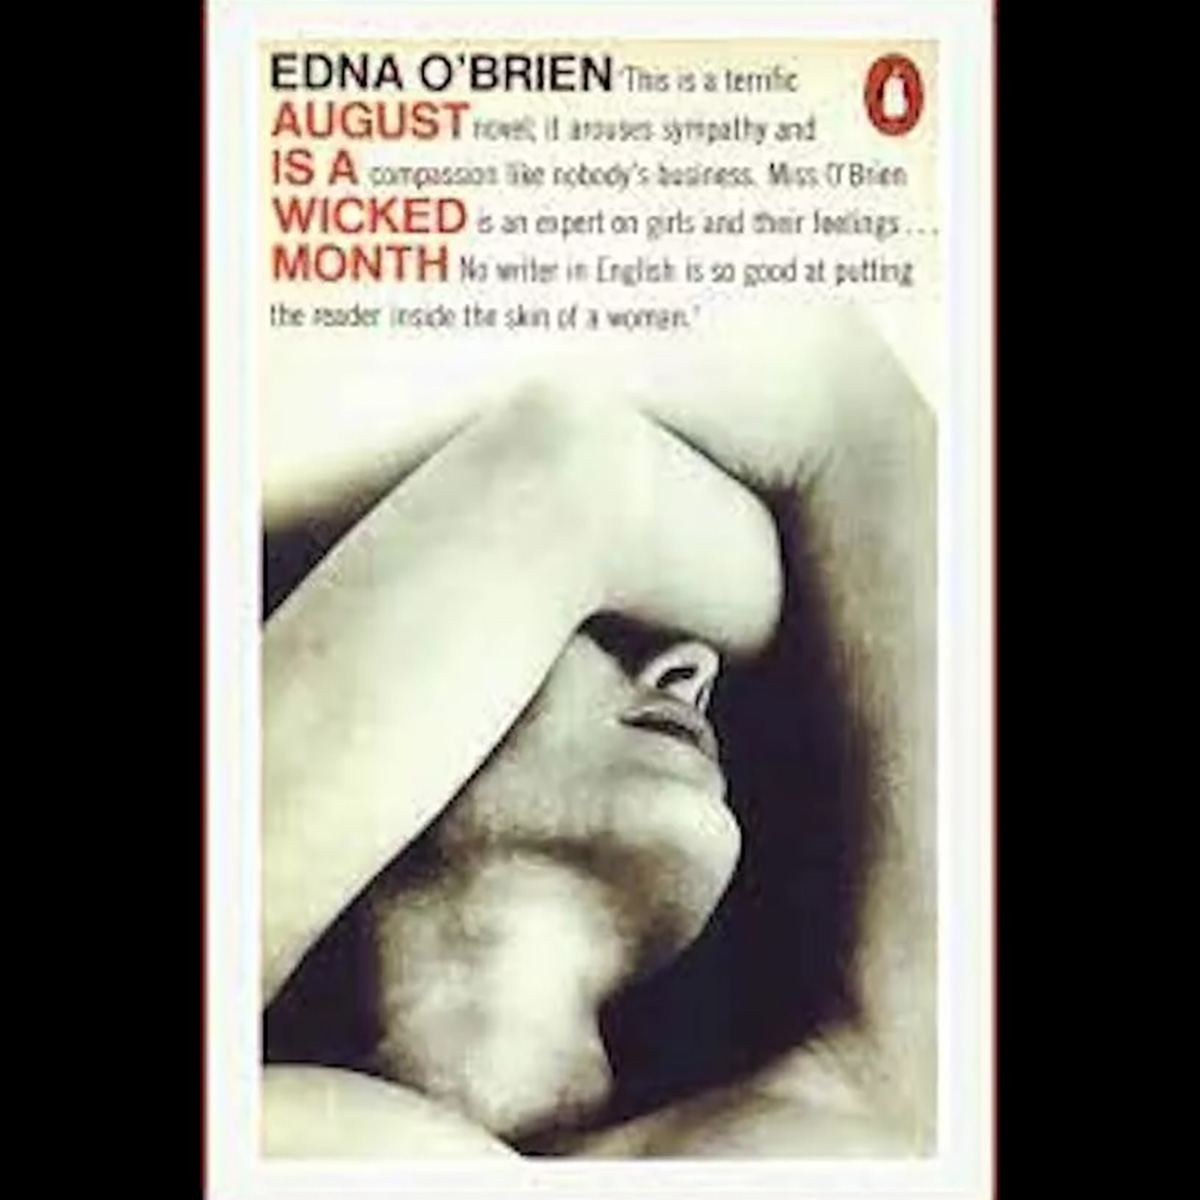 EDNA O'BRIEN 'This is a terrific
AUGUST novel; it arouses sympathy and
IS A compassion like nobody's business. Miss O'Brien
WICKED is an expert on girls and their feelings ...
MONTH No writer in English is so good at putting
the reader inside the skin of a woman.'